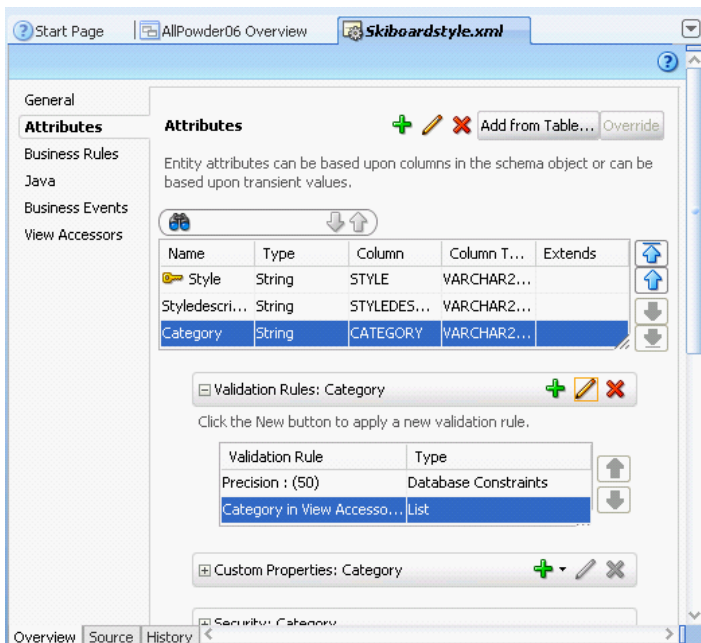 Start Page AllPowder06 Overview Skiboardstyle.xml
General
Attributes
Business Rules
Java
Business Events
View Accessors
Attributes Add from Table... Override
Entity attributes can be based upon columns in the schema object or can be
based upon transient values.
Name Type Column Column T... Extends
Style String STYLE VARCHAR2...
Styledescri... String STYLEDES... VARCHAR2...
Category String CATEGORY VARCHAR2...
Validation Rules: Category
Click the New button to apply a new validation rule.
Validation Rule Type
Precision : (50) Database Constraints
Category in View Accesso... List
Custom Properties: Category
Security: Category
Overview Source History